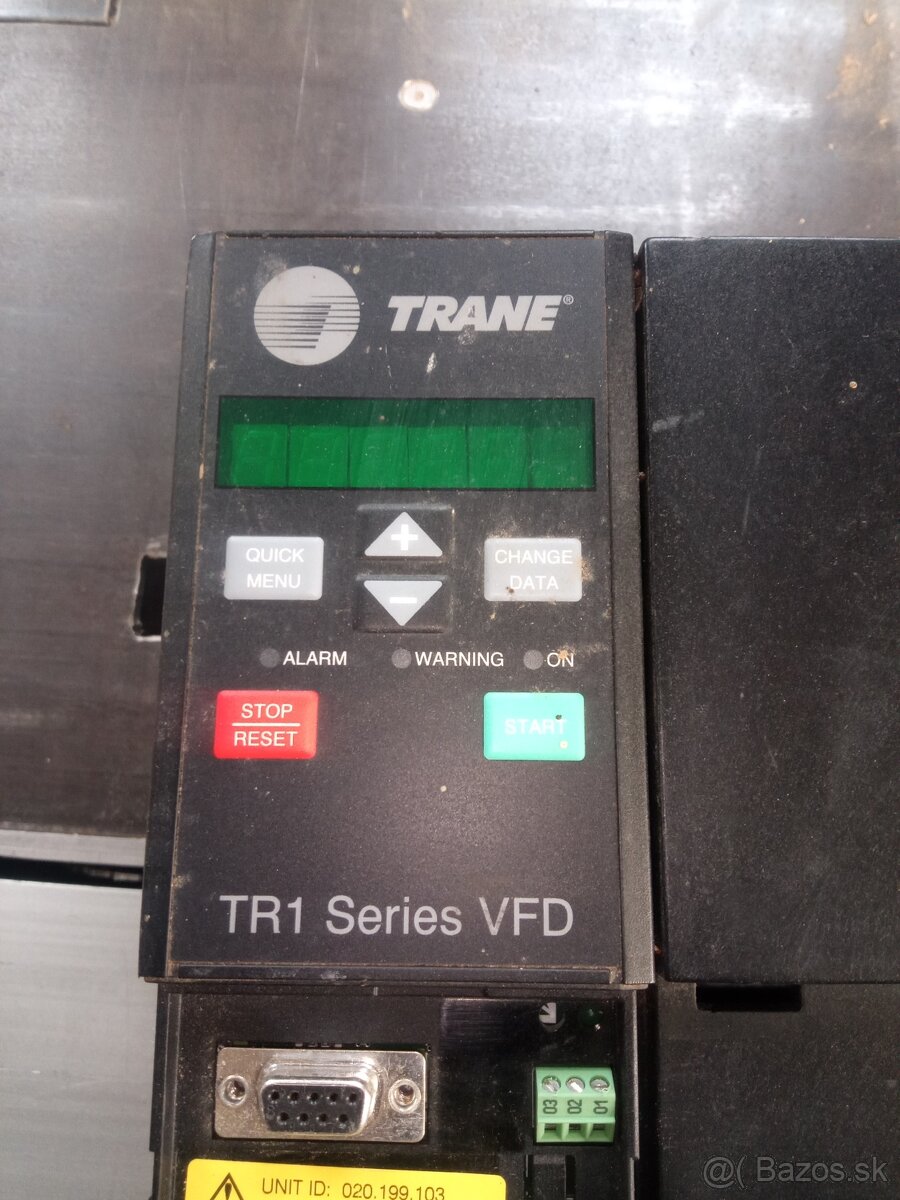 TRANE®
QUICK
MENU
+
-
CHANGE
DATA
ALARM
WARNING
ON
STOP
RESET
START
TR1 Series VFD
03 02 01
UNIT ID: 020.199.103
@( Bazos.sk